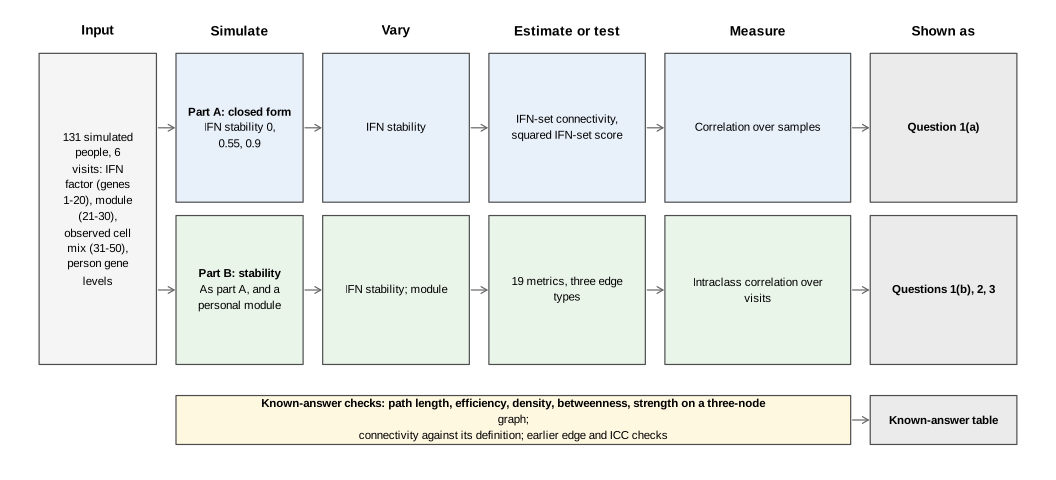 Input
Simulate
Vary
Estimate or test
Measure
Shown as
131 simulated
people, 6
visits: IFN
factor (genes
1-20), module
(21-30),
observed cell
mix (31-50),
person gene
levels
Part A: closed form
IFN stability 0,
0.55, 0.9
IFN stability
IFN-set connectivity,
squared IFN-set score
Correlation over samples
Question 1(a)
Part B: stability
As part A, and a
personal module
IFN stability; module
19 metrics, three edge
types
Intraclass correlation over
visits
Questions 1(b), 2, 3
Known-answer checks: path length, efficiency, density, betweenness, strength on a three-node
graph;
connectivity against its definition; earlier edge and ICC checks
Known-answer table